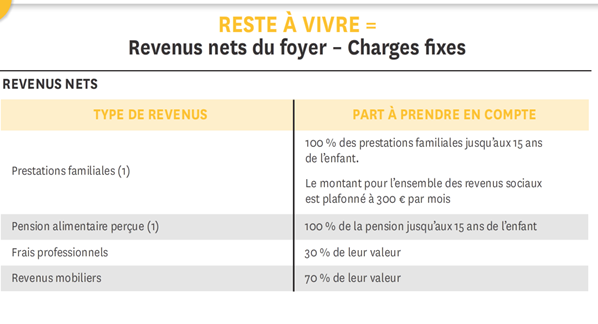 RESTE À VIVRE =
Revenus nets du foyer – Charges fixes
REVENUS NETS
TYPE DE REVENUS
PART À PRENDRE EN COMPTE
Prestations familiales (1)
100 % des prestations familiales jusqu'aux 15 ans
de l'enfant.
Le montant pour l'ensemble des revenus sociaux
est plafonné à 300 € par mois
Pension alimentaire perçue (1)
100 % de la pension jusqu'aux 15 ans de l'enfant
Frais professionnels
30 % de leur valeur
Revenus mobiliers
70 % de leur valeur